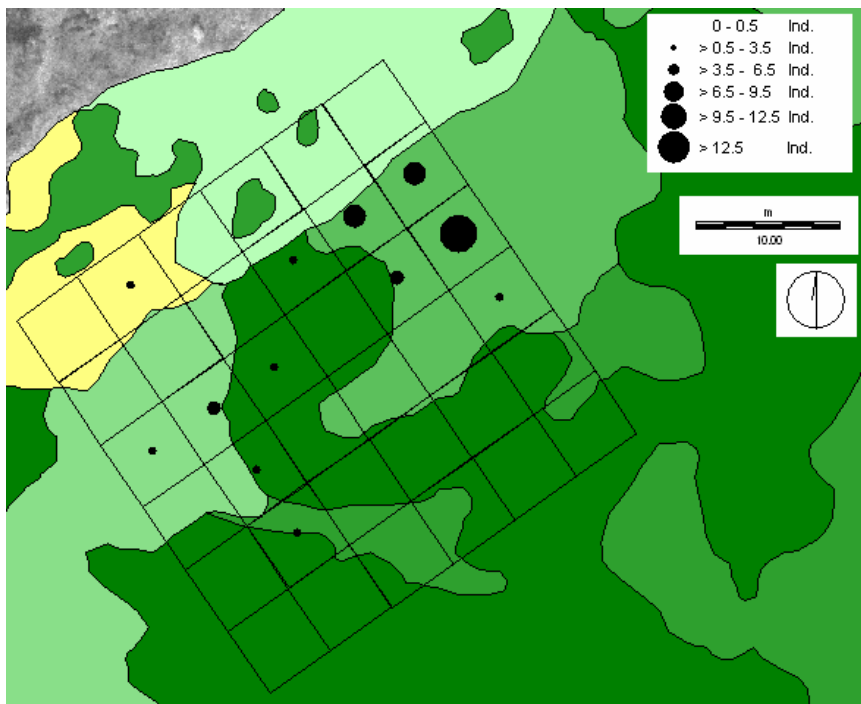 0 - 0.5 Ind.
> 0.5 - 3.5 Ind.
> 3.5 - 6.5 Ind.
> 6.5 - 9.5 Ind.
> 9.5 - 12.5 Ind.
> 12.5 Ind.
m
10.00